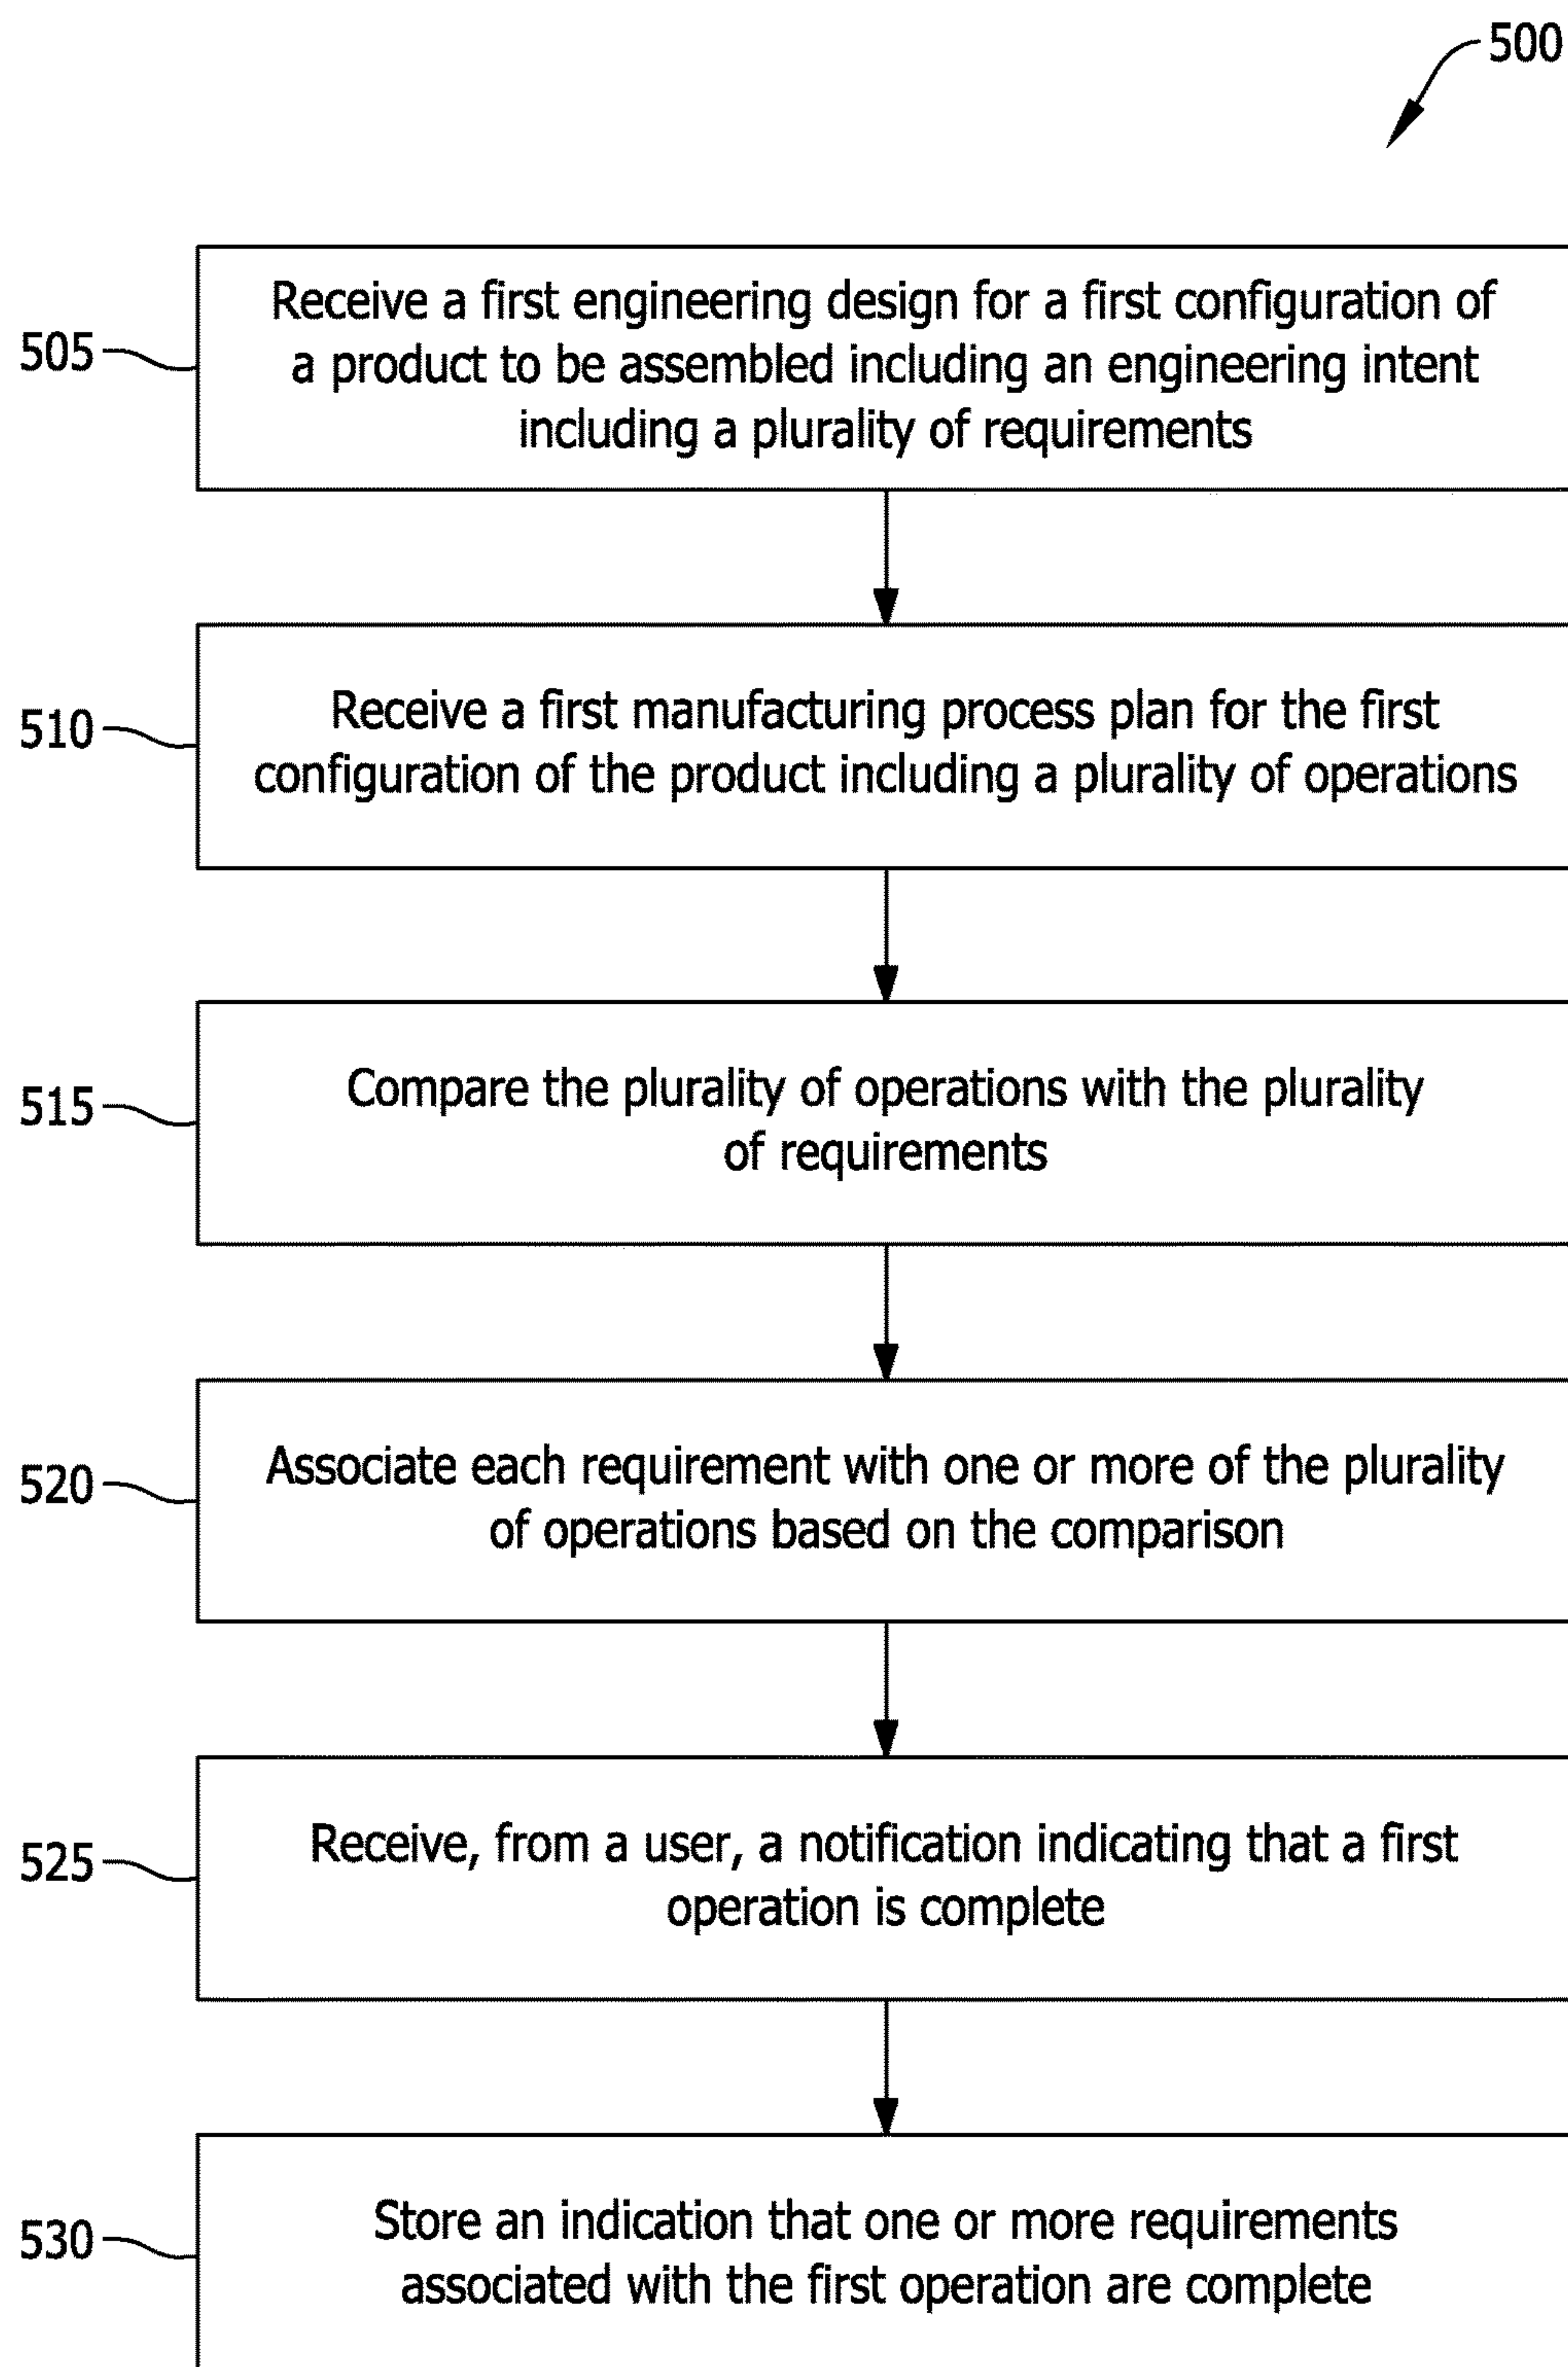 500
505
Receive a first engineering design for a first configuration of
a product to be assembled including an engineering intent
including a plurality of requirements
510
Receive a first manufacturing process plan for the first
configuration of the product including a plurality of operations
515
Compare the plurality of operations with the plurality
of requirements
520
Associate each requirement with one or more of the plurality
of operations based on the comparison
525
Receive, from a user, a notification indicating that a first
operation is complete
530
Store an indication that one or more requirements
associated with the first operation are complete